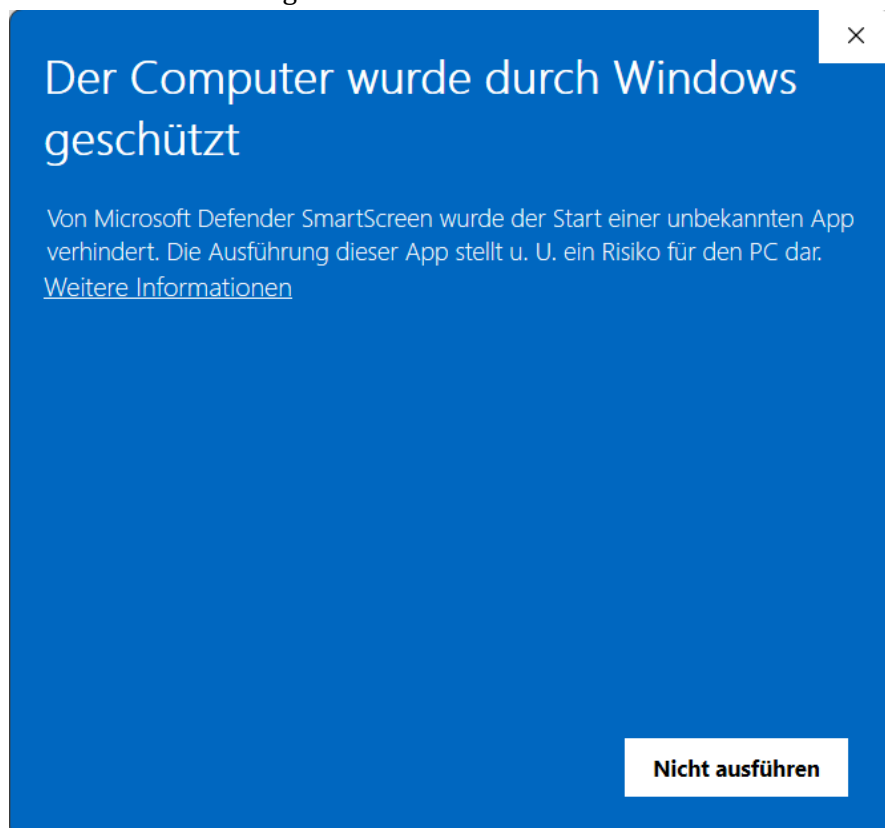 Der Computer wurde durch Windows
geschützt
Von Microsoft Defender SmartScreen wurde der Start einer unbekannten App
verhindert. Die Ausführung dieser App stellt u. U. ein Risiko für den PC dar.
Weitere Informationen
Nicht ausführen